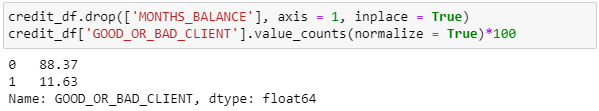 credit_df.drop(['MONTHS_BALANCE'], axis = 1, inplace = True)
credit_df['GOOD_OR_BAD_CLIENT'].value_counts(normalize = True)*100
0   88.37
1   11.63
Name: GOOD_OR_BAD_CLIENT, dtype: float64